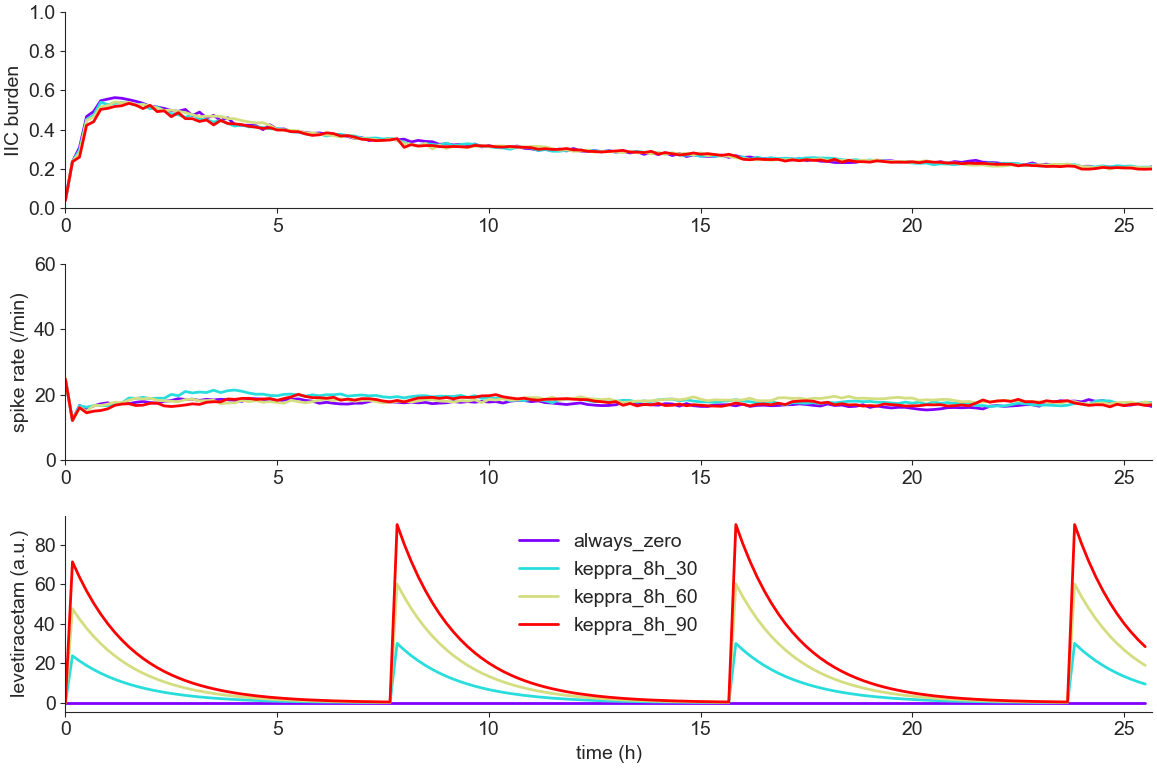 IIC burden
1.0
0.8
0.6
0.4
0.2
0.0
0 5 10 15 20 25
spike rate (/min)
60
40
20
0
0 5 10 15 20 25
levetiracetam (a.u.)
80
60
40
20
0
always_zero
keppra_8h_30
keppra_8h_60
keppra_8h_90
0 5 10 15 20 25
time (h)